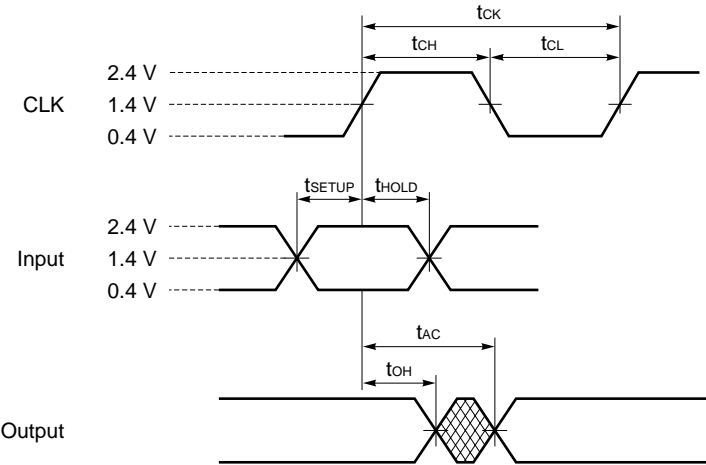 tCK
tCH tCL
2.4 V
CLK 1.4 V
0.4 V
tSETUP tHOLD
2.4 V
Input 1.4 V
0.4 V
tAC
tOH
Output